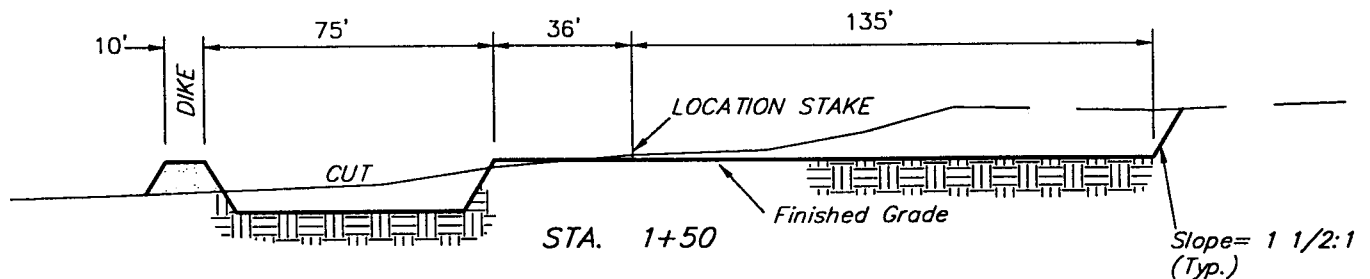 10'
75'
36'
135'
DIKE
LOCATION STAKE
CUT
Finished Grade
STA. 1+50
Slope= 1 1/2:1
(Typ.)